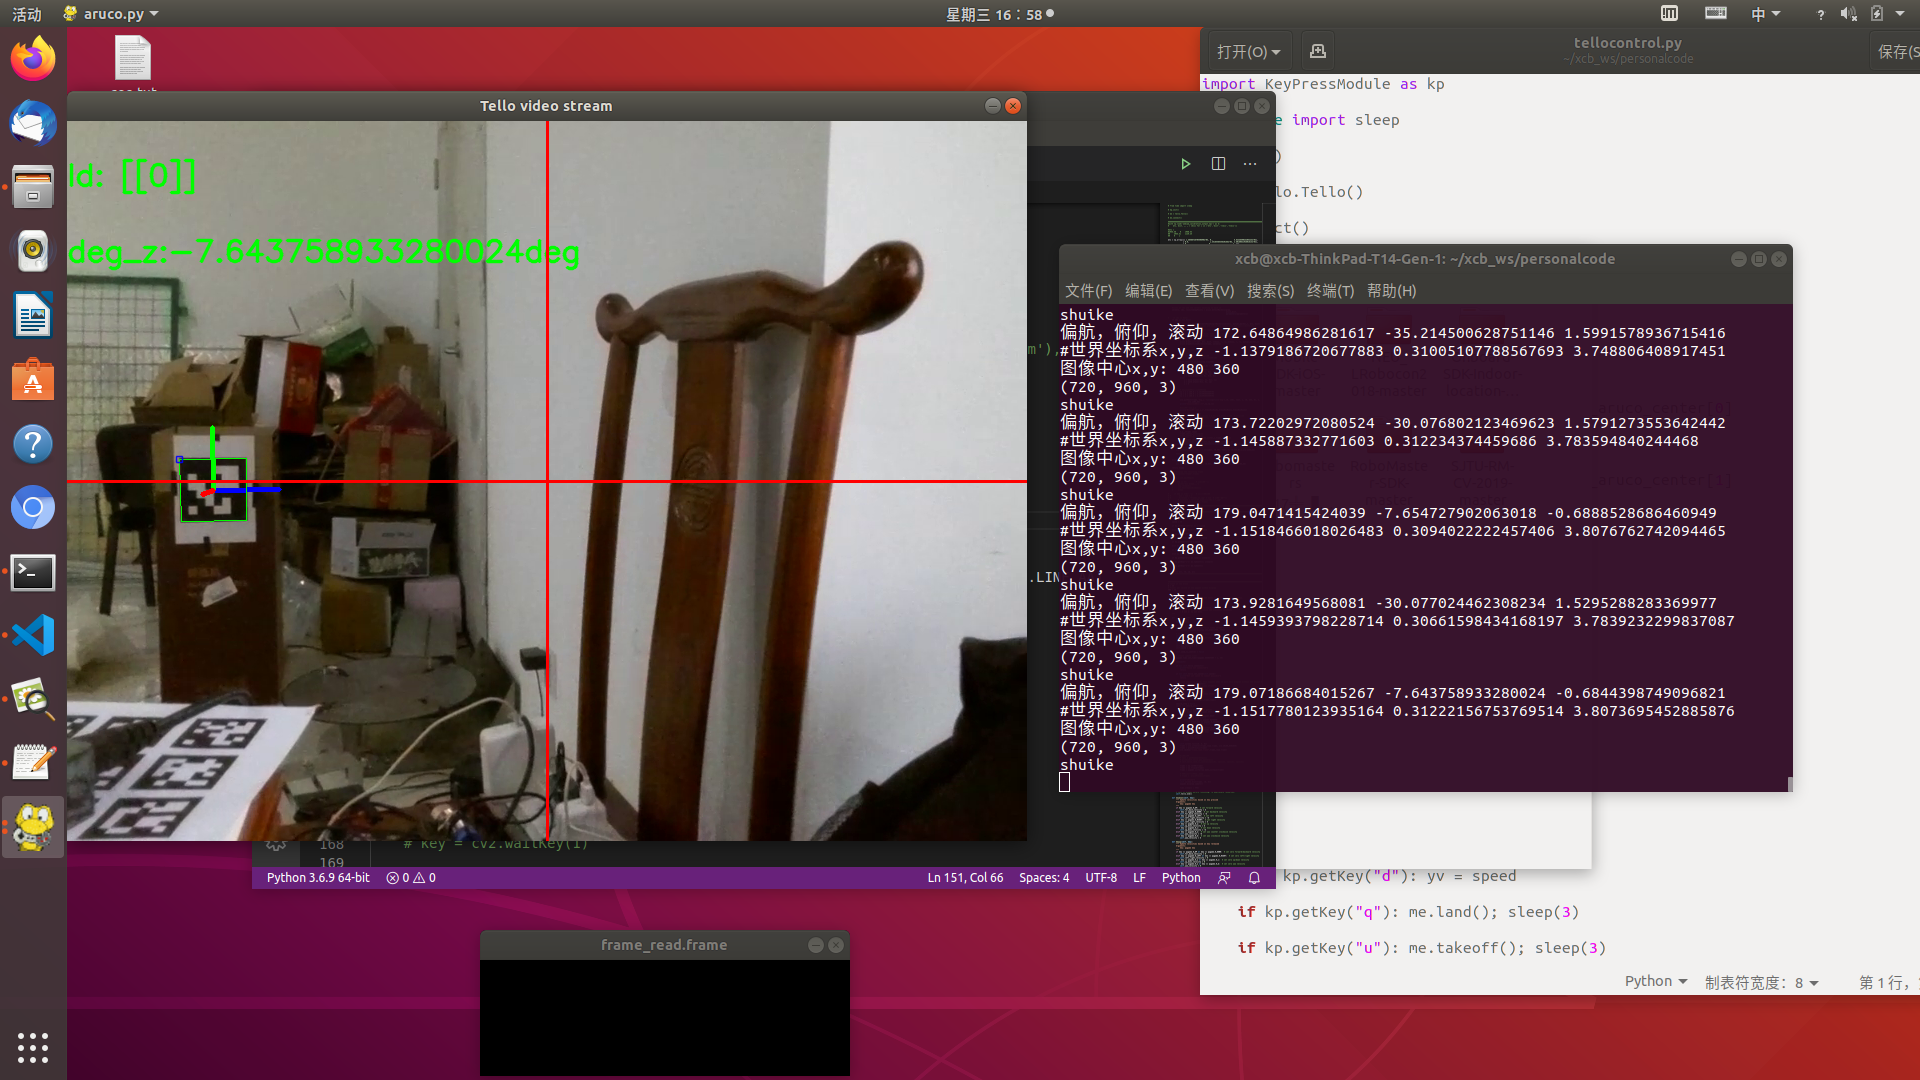 活动
aruco.py
星期三 16：58
中
Tello video stream
Id: [[0]]
deg_z:-7.643758933280024deg
打开(O)
tellocontrol.py
~/xcb_ws/personalcode
保存(S
import KeyPressModule as kp
e import sleep
)
lo.Tello()
ct()
m'),
.LIN
xcb@xcb-ThinkPad-T14-Gen-1: ~/xcb_ws/personalcode
文件(F) 编辑(E) 查看(V) 搜索(S) 终端(T) 帮助(H)
shuike
偏航，俯仰，滚动 172.64864986281617 -35.214500628751146 1.5991578936715416
#世界坐标系x,y,z -1.1379186720677883 0.31005107788567693 3.748806408917451
图像中心x,y: 480 360
(720, 960, 3)
shuike
偏航，俯仰，滚动 173.72202972080524 -30.076802123469623 1.5791273553642442
#世界坐标系x,y,z -1.145887332771603 0.312234374459686 3.783594840244468
图像中心x,y: 480 360
(720, 960, 3)
shuike
偏航，俯仰，滚动 179.0471415424039 -7.654727902063018 -0.6888528686460949
#世界坐标系x,y,z -1.1518466018026483 0.3094022222457406 3.8076762742094465
图像中心x,y: 480 360
(720, 960, 3)
shuike
偏航，俯仰，滚动 173.9281649568081 -30.077024462308234 1.5295288283369977
#世界坐标系x,y,z -1.1459393798228714 0.30661598434168197 3.7839232299837087
图像中心x,y: 480 360
(720, 960, 3)
shuike
偏航，俯仰，滚动 179.07186684015267 -7.643758933280024 -0.6844398749096821
#世界坐标系x,y,z -1.1517780123935164 0.31222156753769514 3.8073695452885876
图像中心x,y: 480 360
(720, 960, 3)
shuike
168 # key = cv2.waitKey(1)
169
Python 3.6.9 64-bit 0 0 Ln 151, Col 66 Spaces: 4 UTF-8 LF Python
kp.getKey("d"): yv = speed
if kp.getKey("q"): me.land(); sleep(3)
if kp.getKey("u"): me.takeoff(); sleep(3)
Python 制表符宽度：8 第 1 行，
frame_read.frame